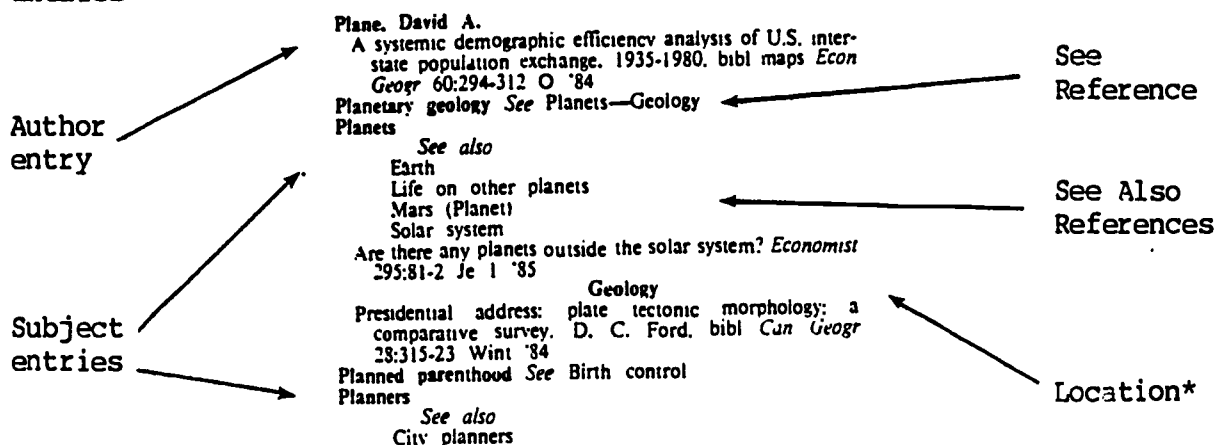 Plane, David A.
A systemic demographic efficiency analysis of U.S. inter-
state population exchange. 1935-1980. bibl maps Econ
Geogr 60:294-312 O '84
Planetary geology See Planets—Geology
Planets
See also
Earth
Life on other planets
Mars (Planet)
Solar system
Are there any planets outside the solar system? Economist
295:81-2 Je 1 '85
Geology
Presidential address: plate tectonic morphology: a
comparative survey. D. C. Ford. bibl Can Geogr
28:315-23 Wint '84
Planned parenthood See Birth control
Planners
See also
City planners
Author
entry
Subject
entries
See
Reference
See Also
References
Location*